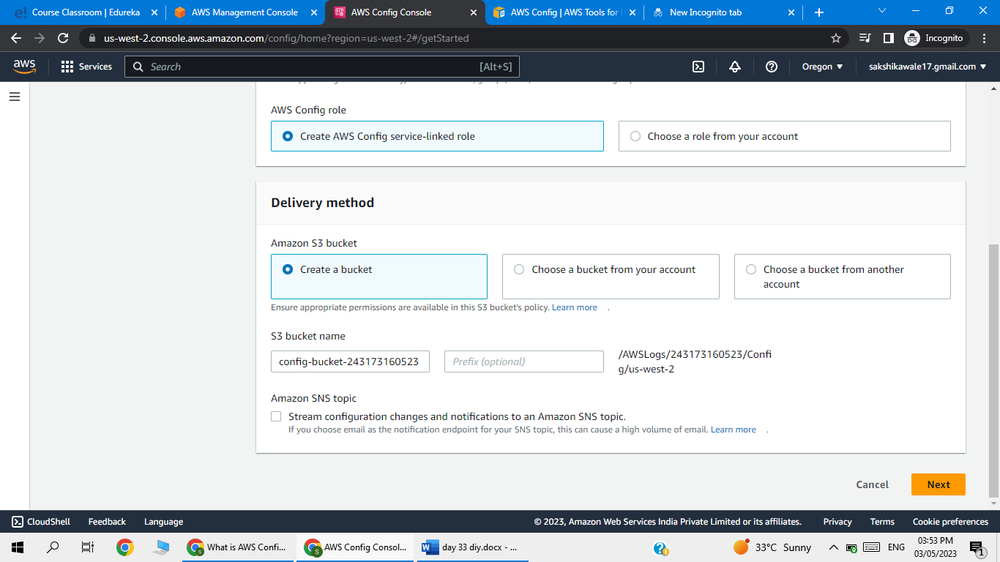 Course Classroom | Edureka
AWS Management Console
AWS Config Console
AWS Config | AWS Tools for
New Incognito tab
us-west-2.console.aws.amazon.com/config/home?region=us-west-2#/getStarted
Incognito
aws
Services
Search
[Alt+S]
Oregon
sakshikawale17.gmail.com
AWS Config role
Create AWS Config service-linked role
Choose a role from your account
Delivery method
Amazon S3 bucket
Create a bucket
Choose a bucket from your account
Choose a bucket from another
account
Ensure appropriate permissions are available in this S3 bucket's policy. Learn more .
S3 bucket name
config-bucket-243173160523
Prefix (optional)
/AWSLogs/243173160523/Confi
g/us-west-2
Amazon SNS topic
Stream configuration changes and notifications to an Amazon SNS topic.
If you choose email as the notification endpoint for your SNS topic, this can cause a high volume of email. Learn more .
Cancel
Next
CloudShell
Feedback
Language
© 2023, Amazon Web Services India Private Limited or its affiliates.
Privacy
Terms
Cookie preferences
What is AWS Confi...
AWS Config Consol...
day 33 diy.docx - ...
33°C Sunny
ENG
03:53 PM
03/05/2023
1